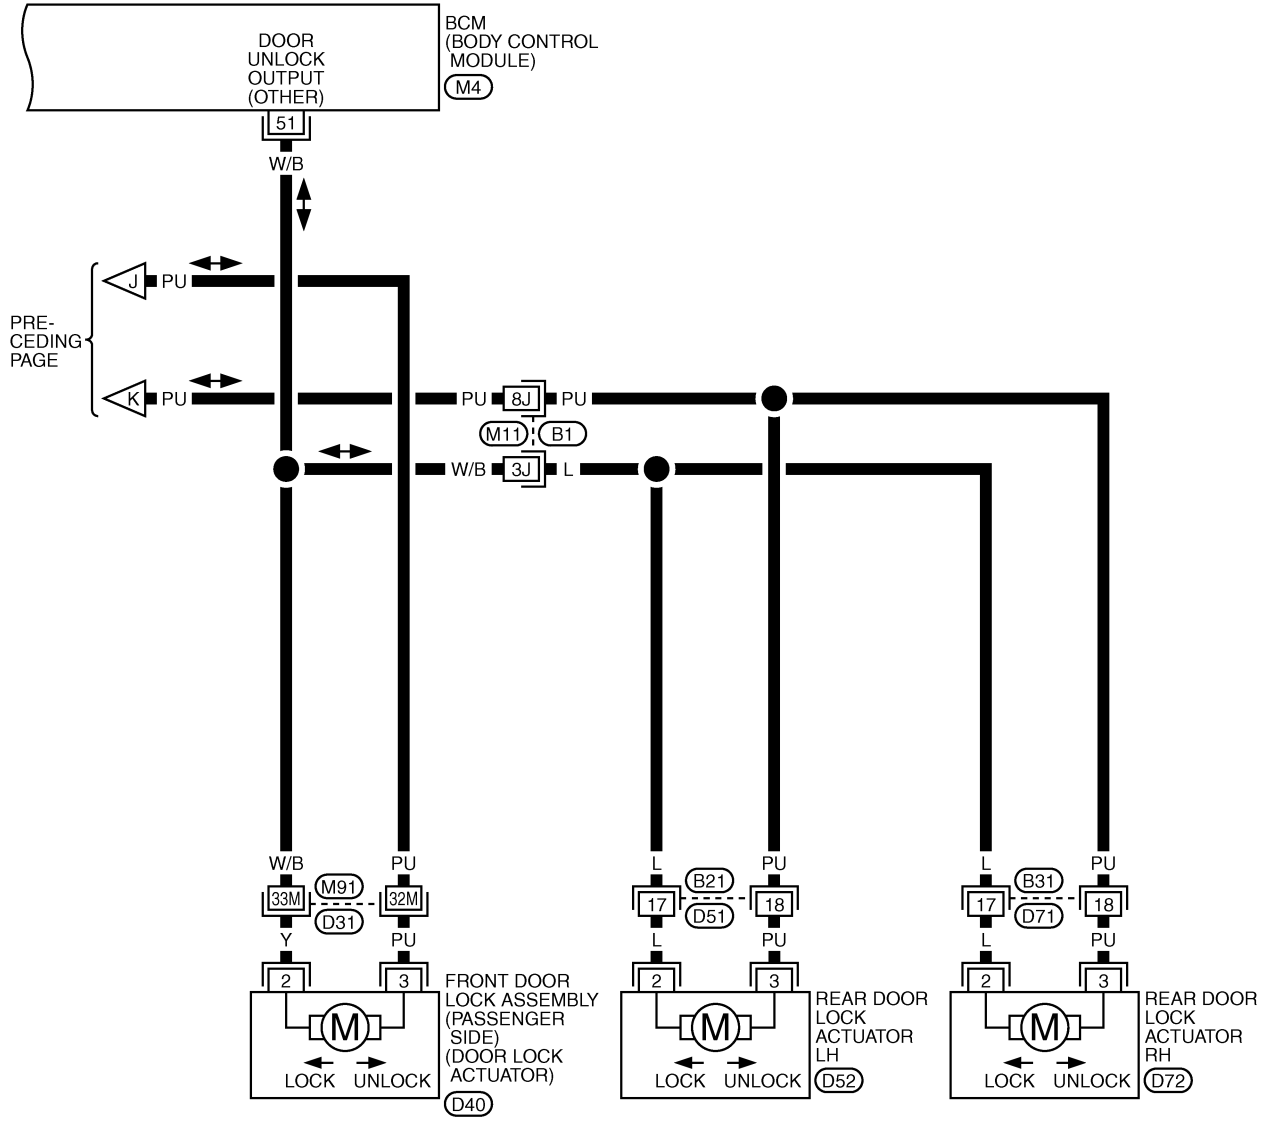 BCM
(BODY CONTROL
MODULE)
M4
DOOR
UNLOCK
OUTPUT
(OTHER)
51
W/B
J PU
PRE-
CEDING
PAGE
K PU PU 8J PU
M11 B1
W/B 3J L
W/B PU L PU L PU
33M M91 32M B21 B31
D31 17 D51 18 17 D71 18
Y PU L PU L PU
2 3 2 3 2 3
M
LOCK UNLOCK
FRONT DOOR
LOCK ASSEMBLY
(PASSENGER
SIDE)
(DOOR LOCK
ACTUATOR)
D40
M
LOCK UNLOCK
REAR DOOR
LOCK
ACTUATOR
LH
D52
M
LOCK UNLOCK
REAR DOOR
LOCK
ACTUATOR
RH
D72